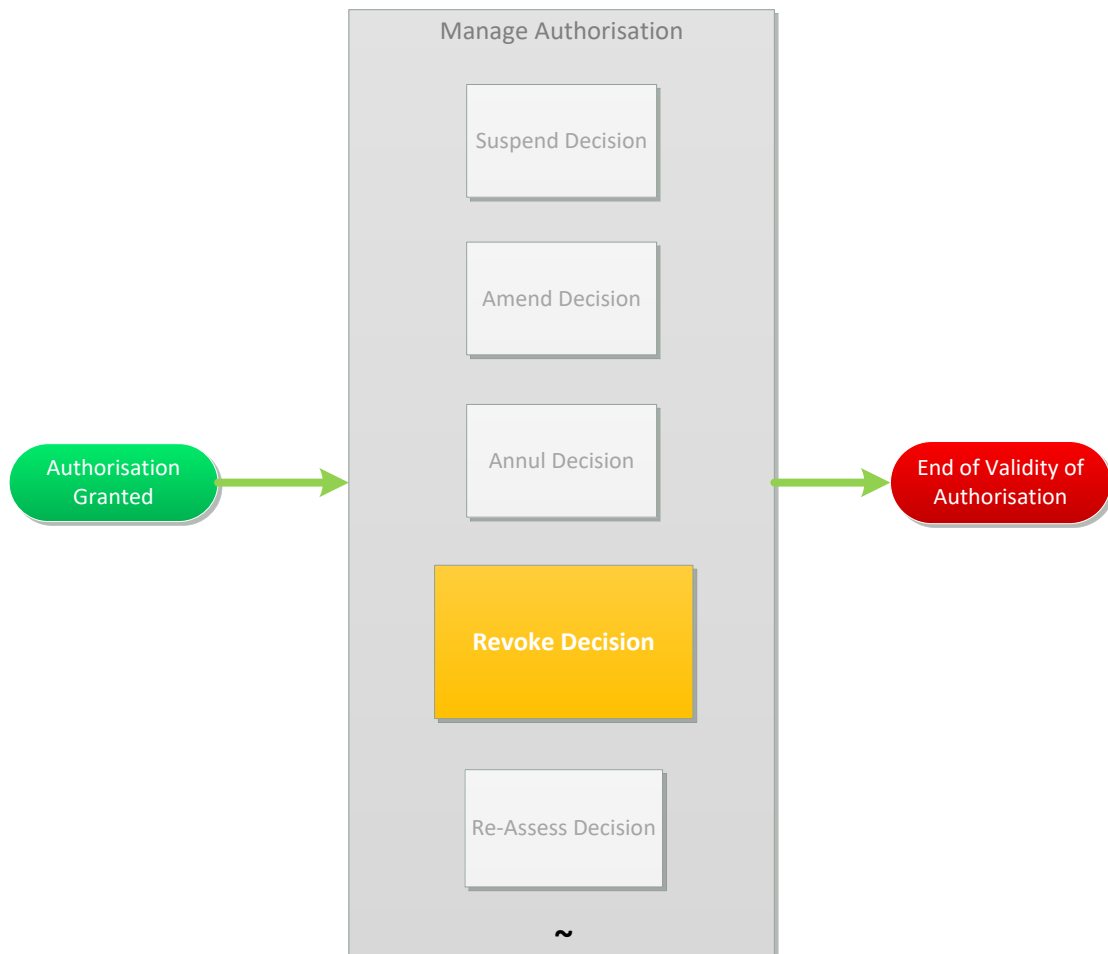 Manage Authorisation
Suspend Decision
Amend Decision
Annul Decision
Authorisation
Granted
End of Validity of
Authorisation
Revoke Decision
Re-Assess Decision
~